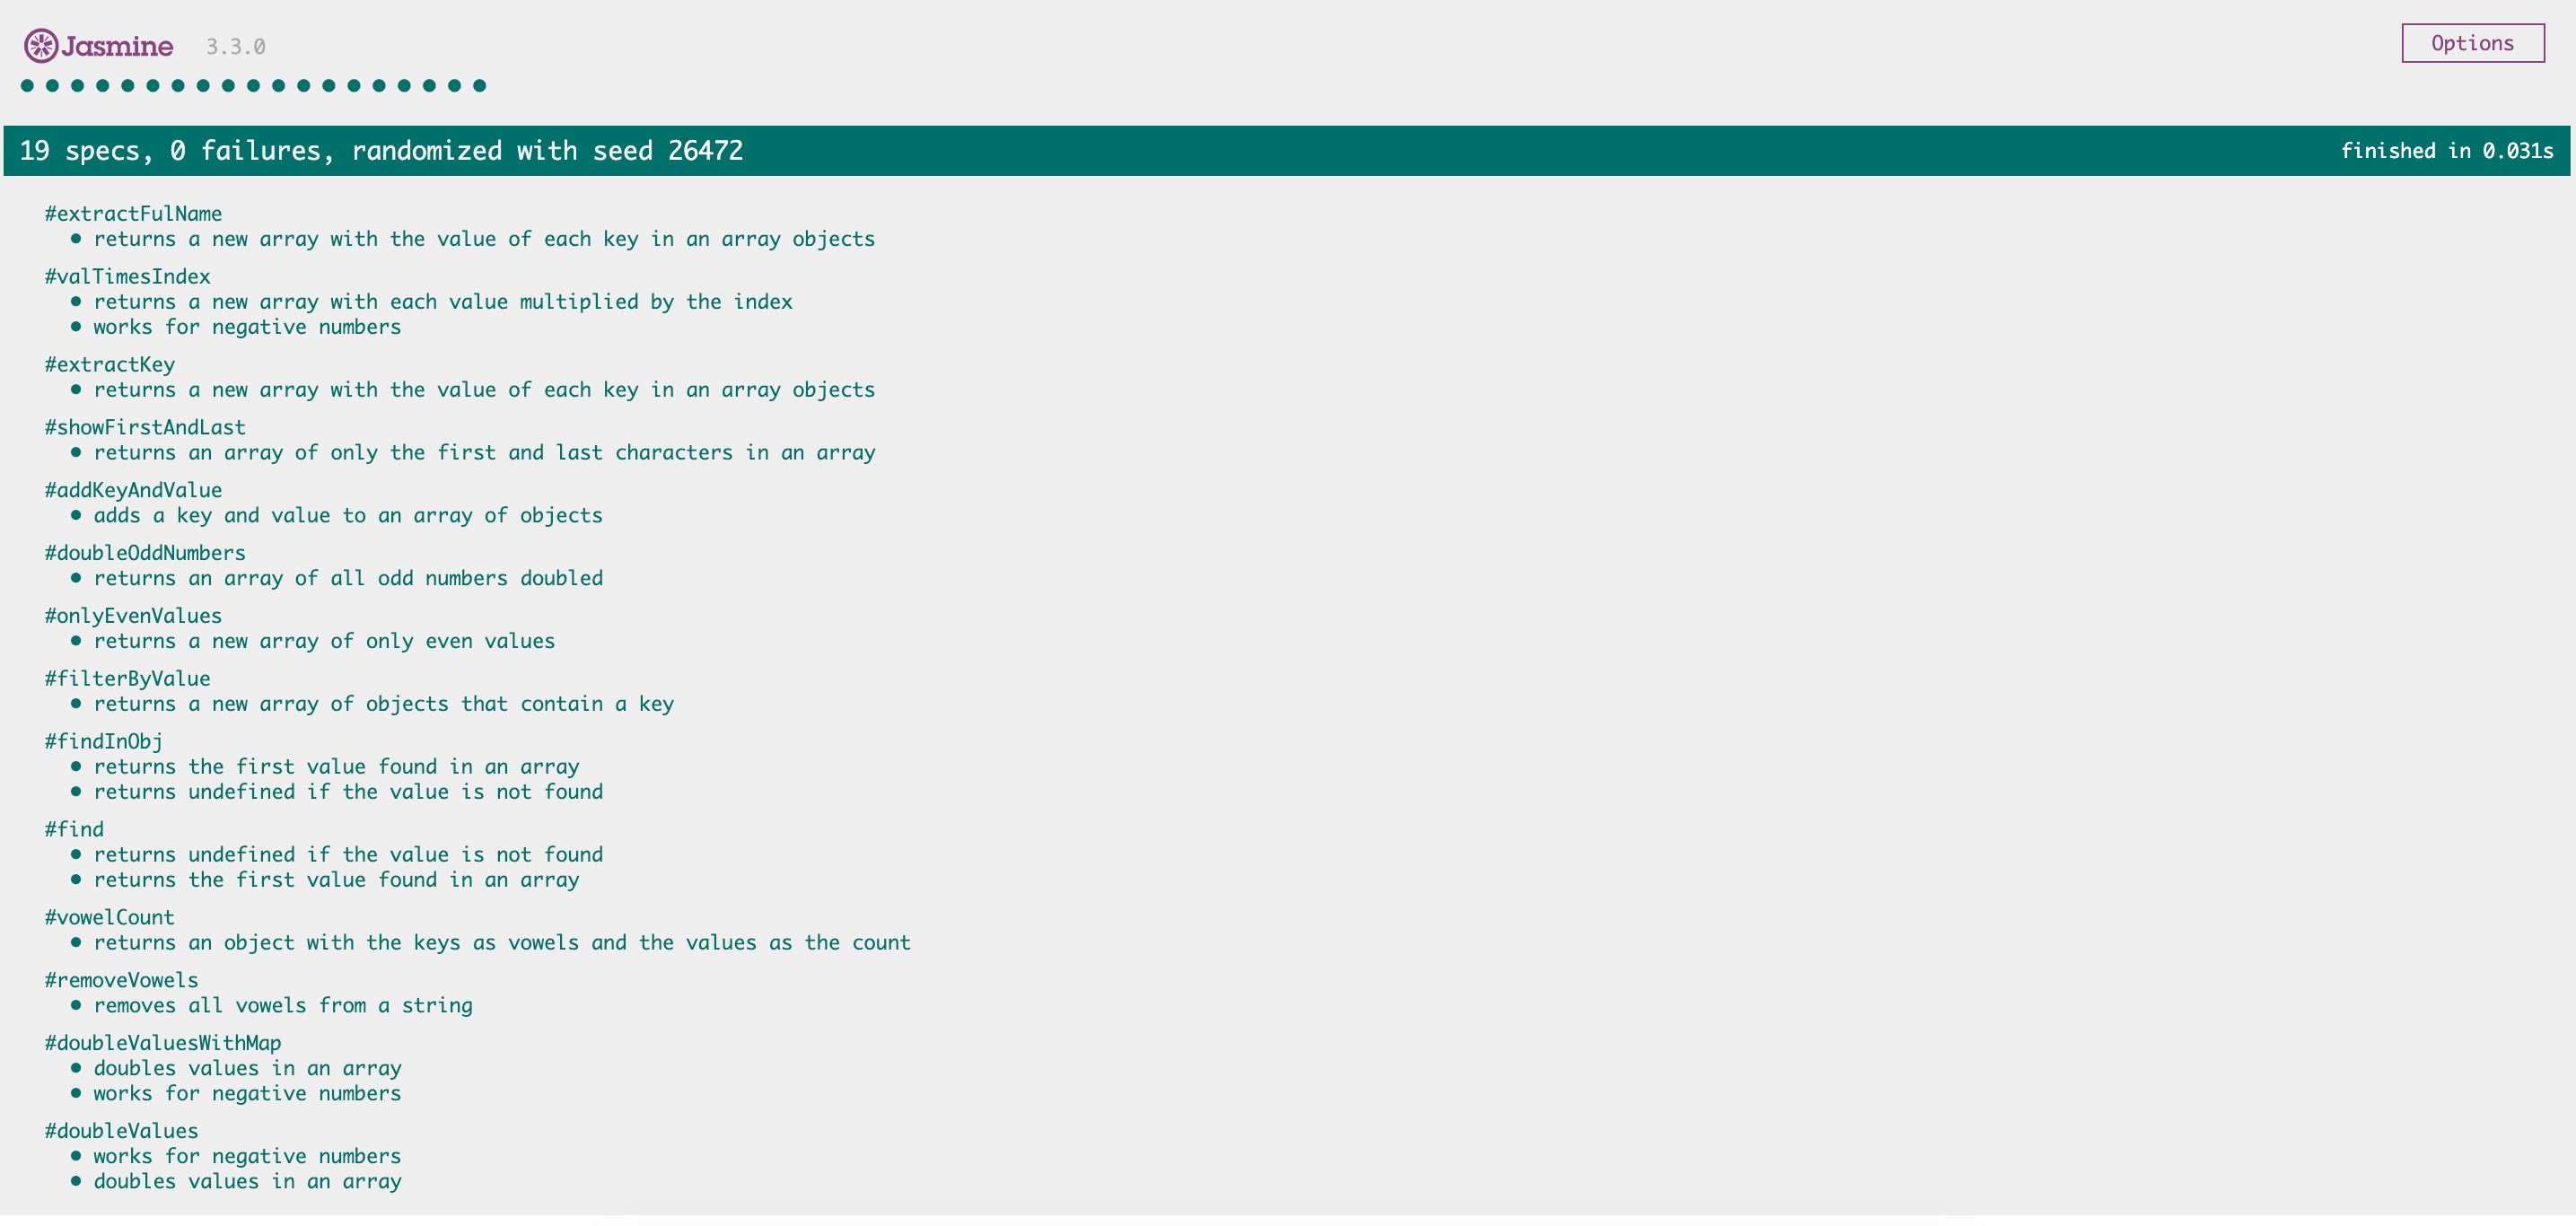 Jasmine 3.3.0
Options
19 specs, 0 failures, randomized with seed 26472
finished in 0.031s
#extractFulName
• returns a new array with the value of each key in an array objects
#valTimesIndex
• returns a new array with each value multiplied by the index
• works for negative numbers
#extractKey
• returns a new array with the value of each key in an array objects
#showFirstAndLast
• returns an array of only the first and last characters in an array
#addKeyAndValue
• adds a key and value to an array of objects
#doubleOddNumbers
• returns an array of all odd numbers doubled
#onlyEvenValues
• returns a new array of only even values
#filterByValue
• returns a new array of objects that contain a key
#findInObj
• returns the first value found in an array
• returns undefined if the value is not found
#find
• returns undefined if the value is not found
• returns the first value found in an array
#vowelCount
• returns an object with the keys as vowels and the values as the count
#removeVowels
• removes all vowels from a string
#doubleValuesWithMap
• doubles values in an array
• works for negative numbers
#doubleValues
• works for negative numbers
• doubles values in an array